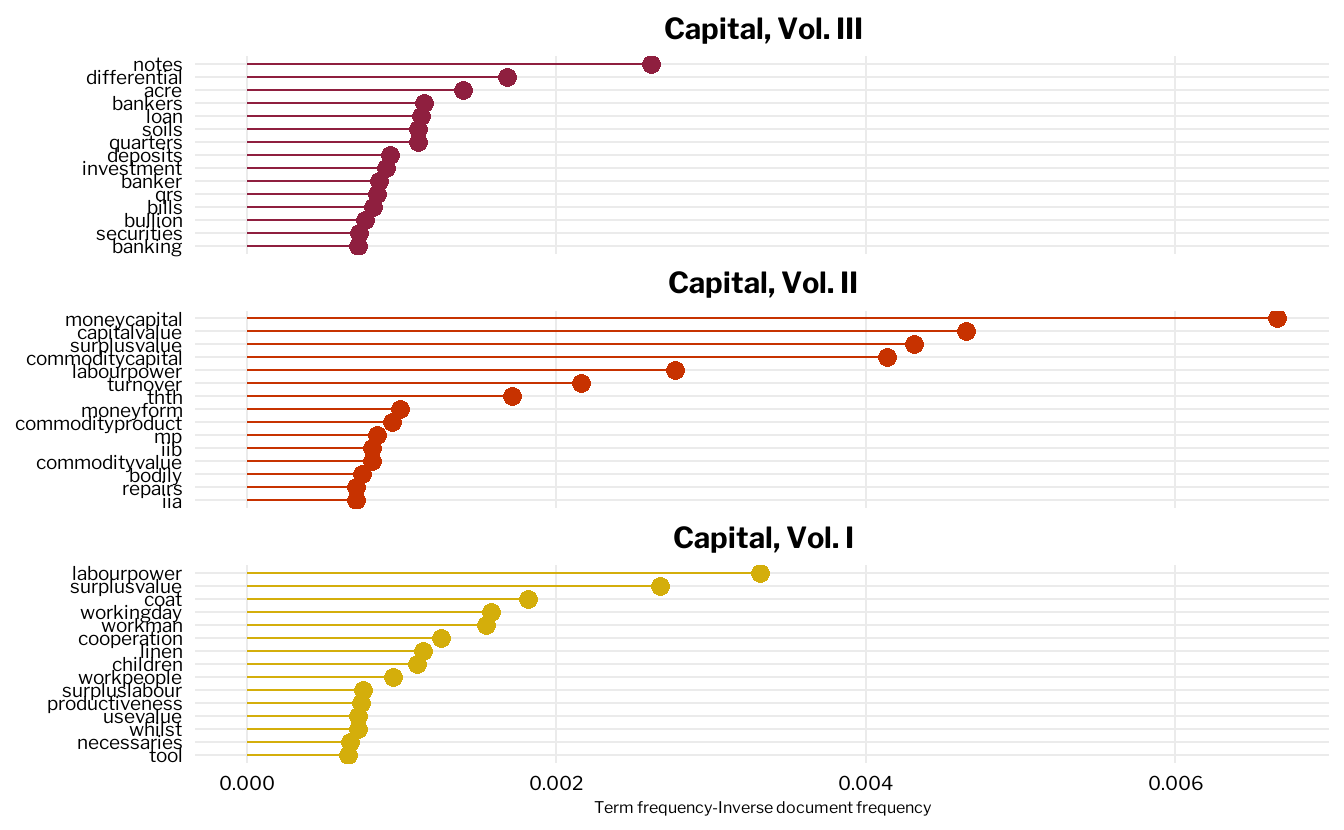 Capital, Vol. III
notes
differential
acre
bankers
loan
soils
quarters
deposits
investment
banker
qrs
bills
bullion
securities
banking
Capital, Vol. II
moneycapital
capitalvalue
surplusvalue
commoditycapital
labourpower
turnover
thth
moneyform
commodityproduct
mp
iib
commodityvalue
bodily
repairs
iia
Capital, Vol. I
labourpower
surplusvalue
coat
workingday
workman
cooperation
linen
children
workpeople
surpluslabour
productiveness
usevalue
whilst
necessaries
tool
0.000 0.002 0.004 0.006
Term frequency-Inverse document frequency